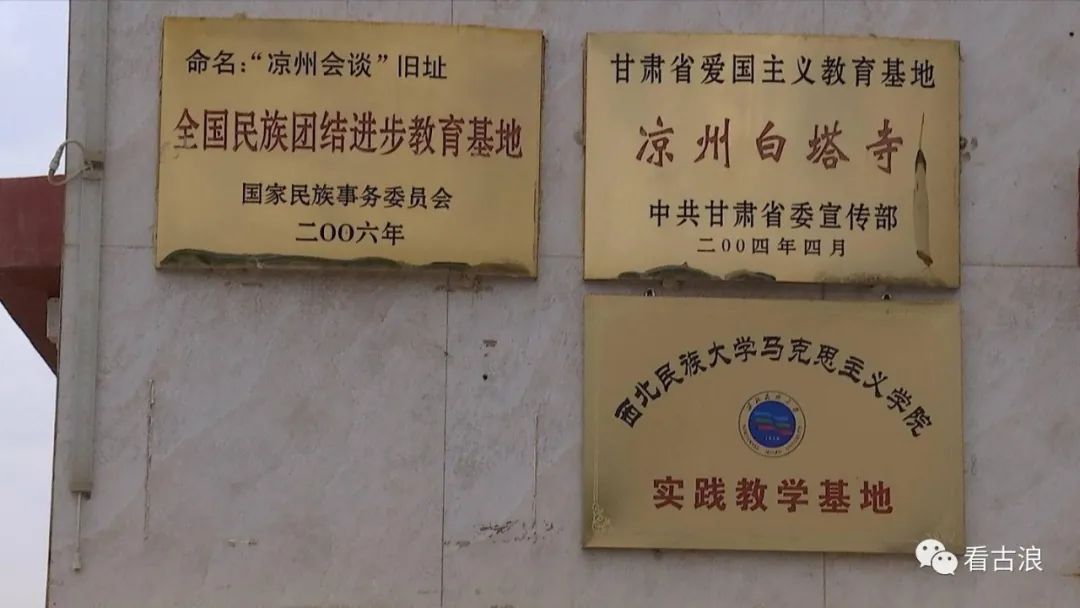 命名:“凉州会谈”旧址
全国民族团结进步教育基地
国家民族事务委员会
二〇〇六年
甘肃省爱国主义教育基地
凉州白塔寺
中共甘肃省委宣传部
二〇〇四年四月
西北民族大学马克思主义学院
实践教学基地
看古浪